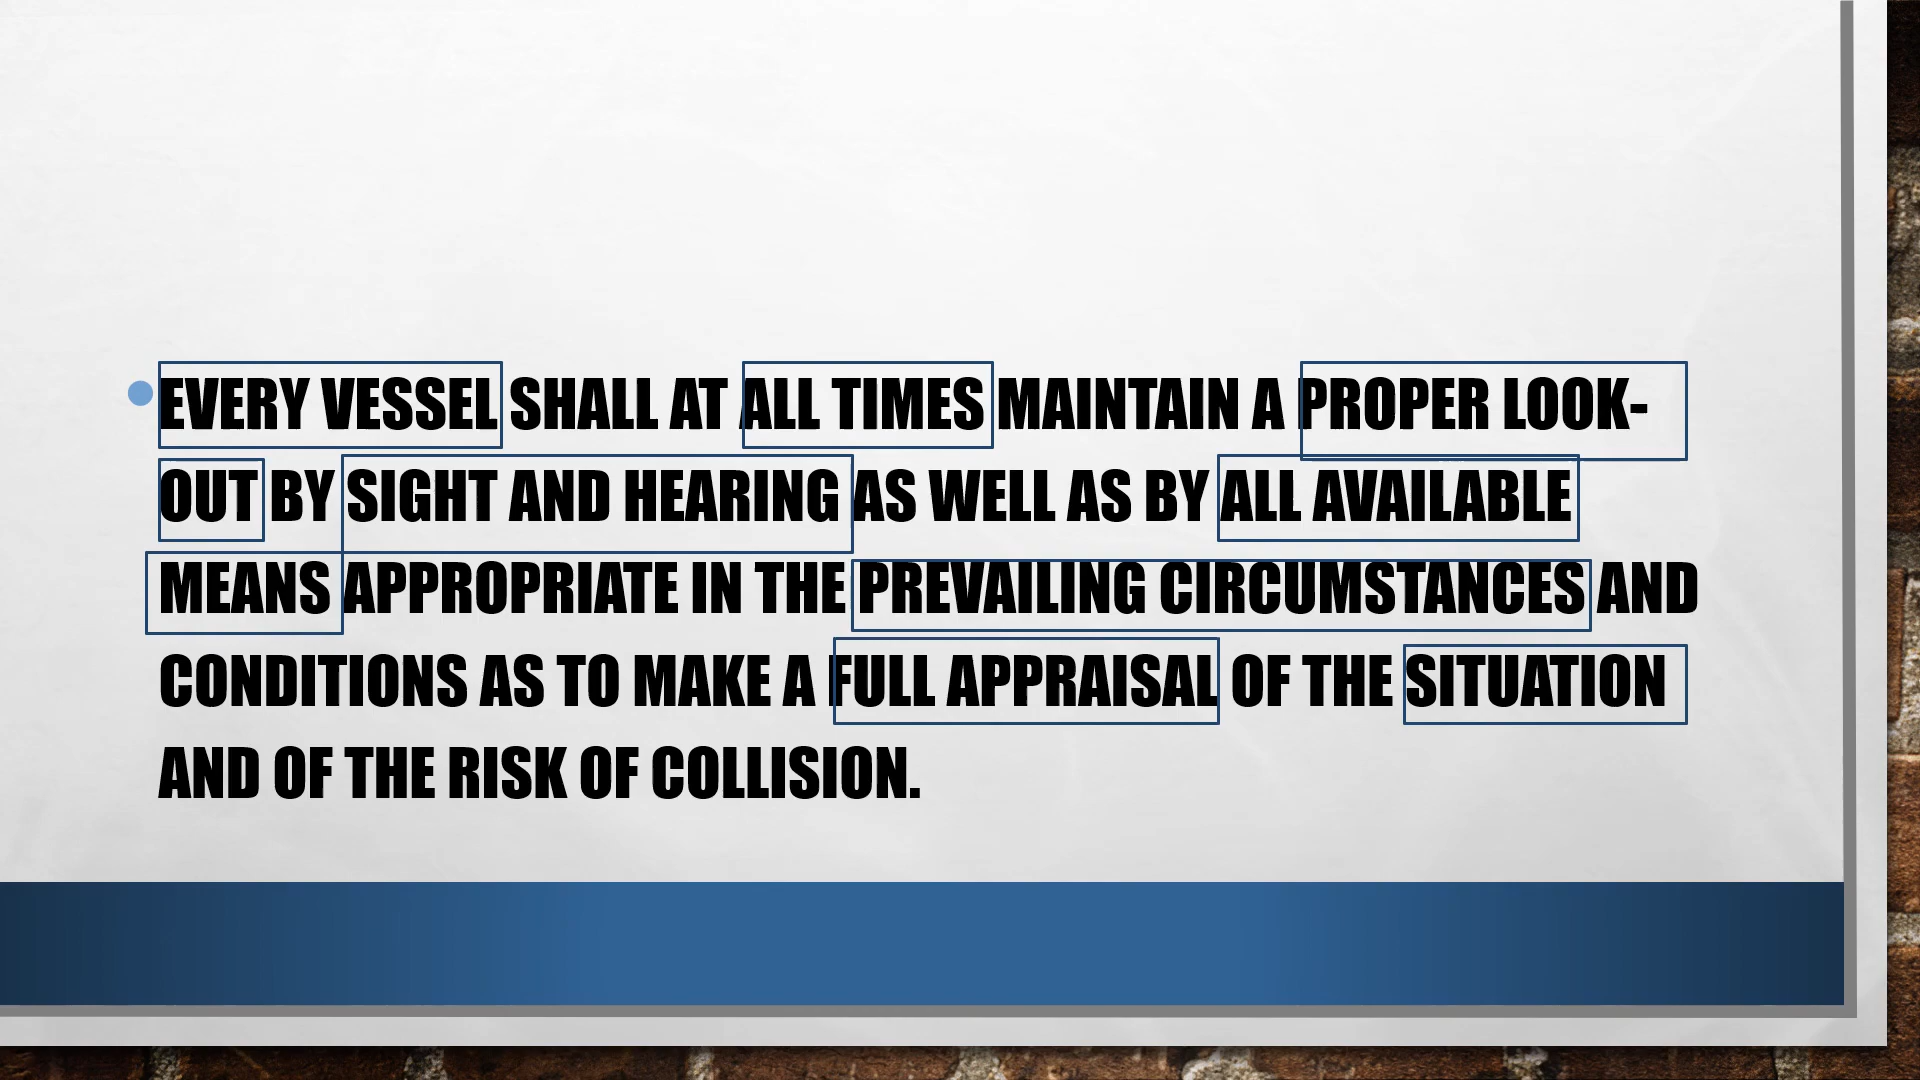 EVERY VESSEL SHALL AT ALL TIMES MAINTAIN A PROPER LOOK-
OUT BY SIGHT AND HEARING AS WELL AS BY ALL AVAILABLE
MEANS APPROPRIATE IN THE PREVAILING CIRCUMSTANCES AND
CONDITIONS AS TO MAKE A FULL APPRAISAL OF THE SITUATION
AND OF THE RISK OF COLLISION.